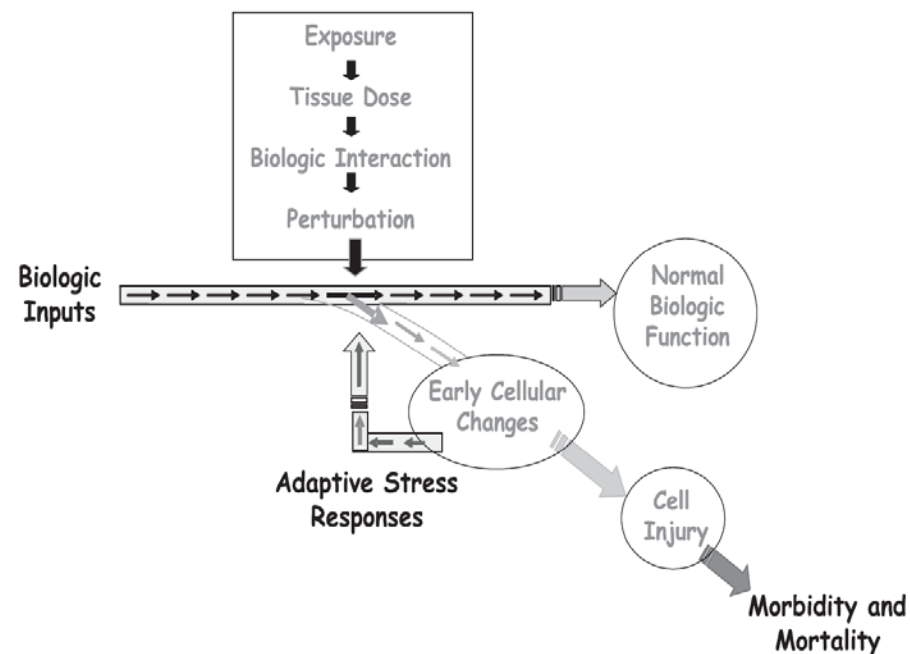 Exposure
Tissue Dose
Biologic Interaction
Perturbation
Biologic
Inputs
Normal
Biologic
Function
Early Cellular
Changes
Adaptive Stress
Responses
Cell
Injury
Morbidity and
Mortality